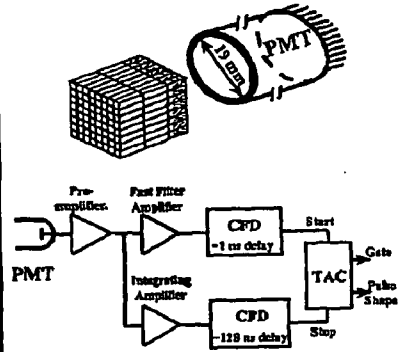 PMT
19 mm
Pre-
amplifier.
Fast Filter
Amplifier
CFD
~1 ns delay
Start
PMT
TAC
Gate
Pulse
Shape
Integrating
Amplifier
CFD
~128 ns delay
Stop